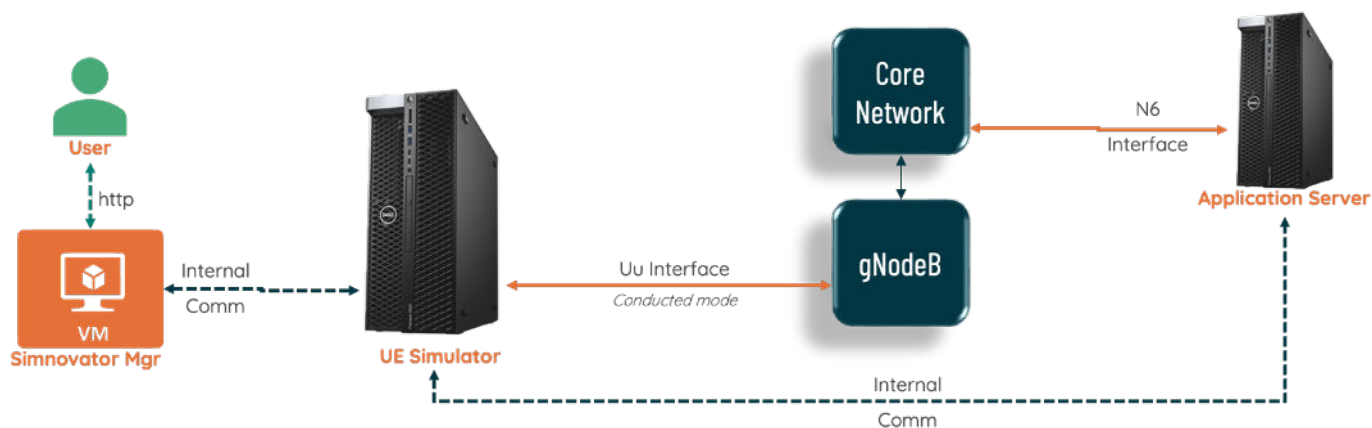 User
http
VM
Simnovator Mgr
Internal
Comm
UE Simulator
Uu Interface
Conducted mode
Core
Network
gNodeB
N6
Interface
Application Server
Internal
Comm